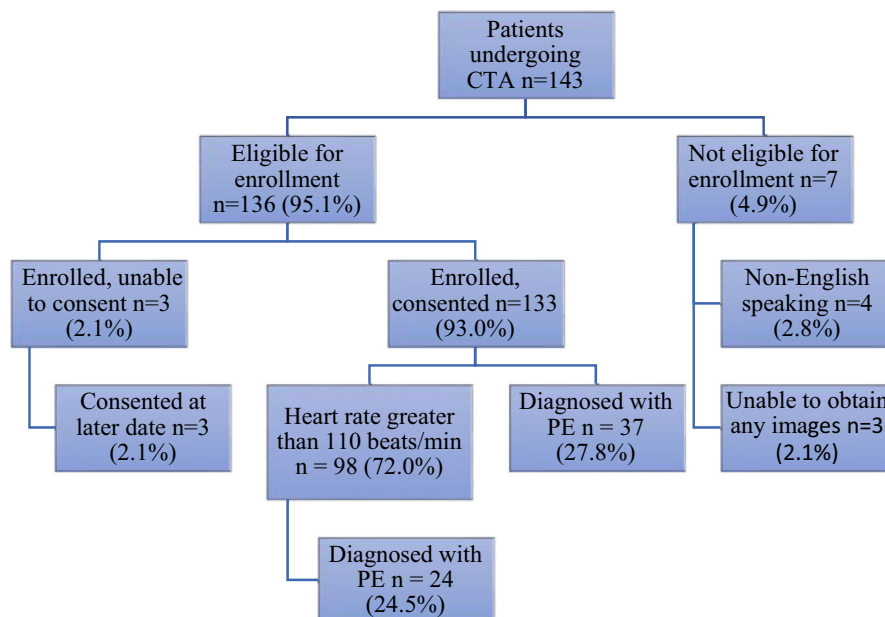 Patients
undergoing
CTA n=143
Eligible for
enrollment
n=136 (95.1%)
Not eligible for
enrollment n=7
(4.9%)
Enrolled, unable
to consent n=3
(2.1%)
Enrolled,
consented n=133
(93.0%)
Non-English
speaking n=4
(2.8%)
Consented at
later date n=3
(2.1%)
Heart rate greater
than 110 beats/min
n = 98 (72.0%)
Diagnosed with
PE n = 37
(27.8%)
Unable to obtain
any images n=3
(2.1%)
Diagnosed with
PE n = 24
(24.5%)